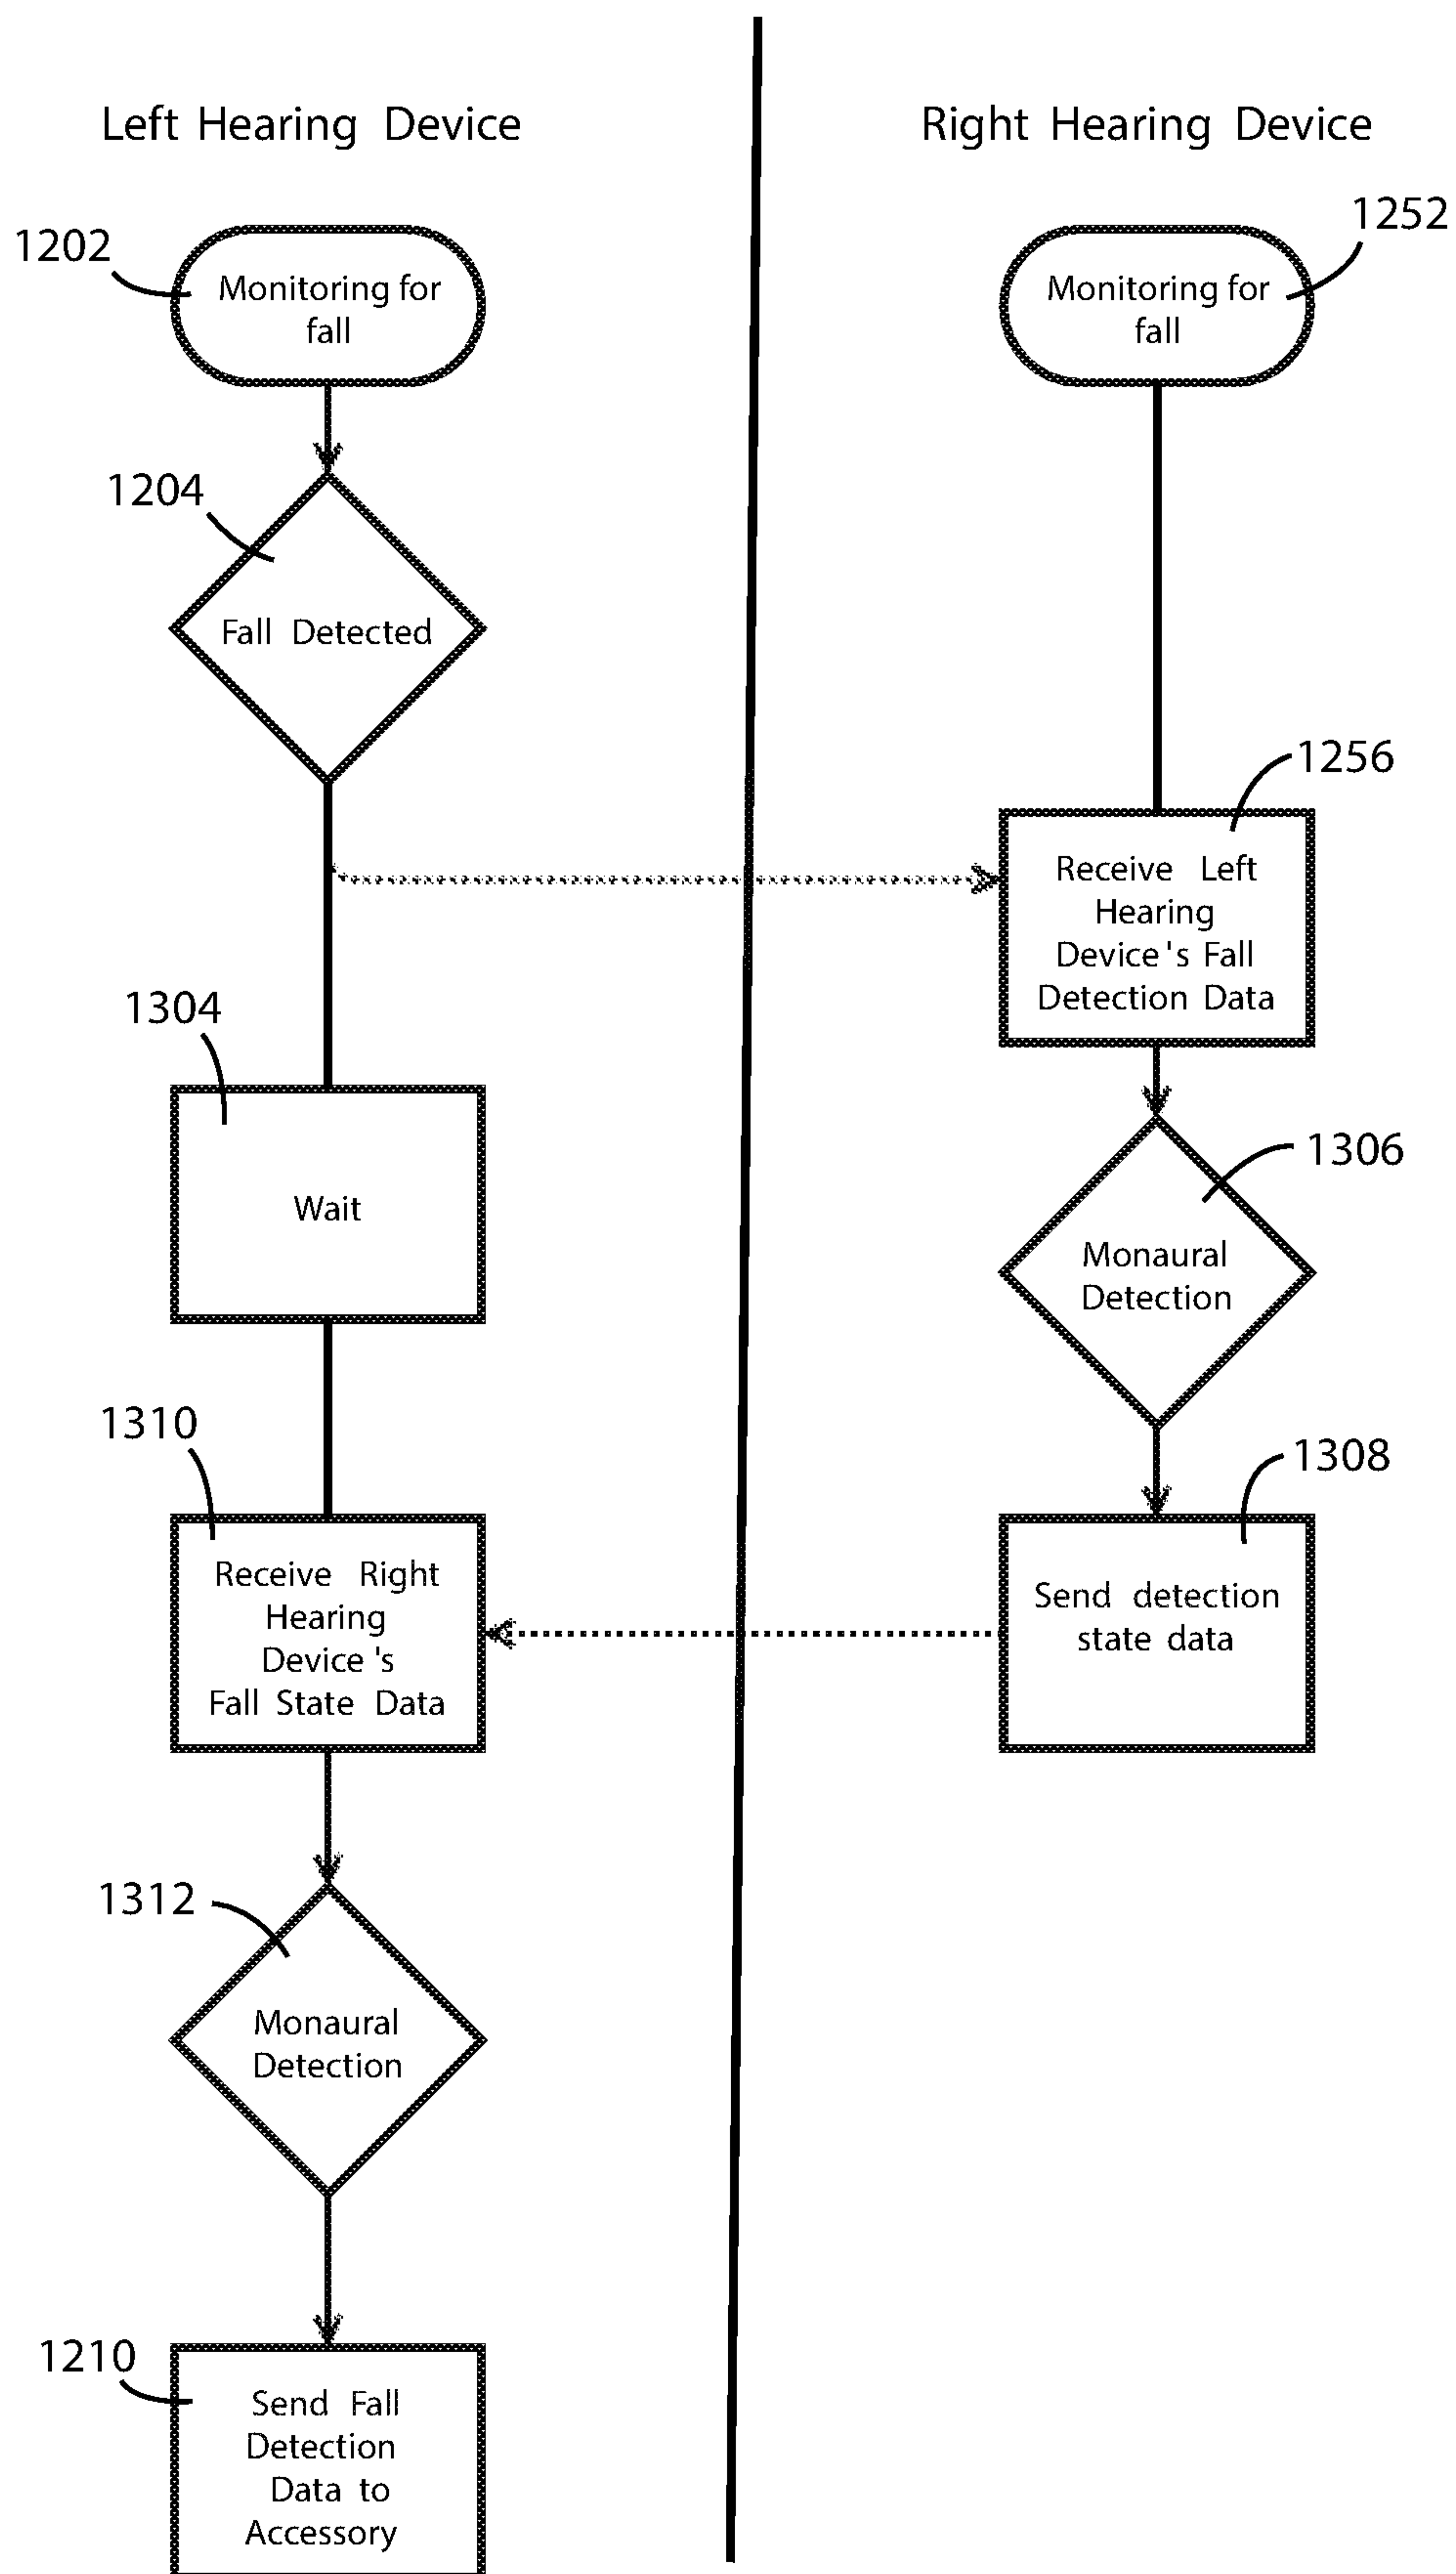 Left Hearing Device
1202
Monitoring for
fall
1204
Fall Detected
1304
Wait
1310
Receive Right
Hearing
Device's
Fall State Data
1312
Monaural
Detection
1210
Send Fall
Detection
Data to
Accessory
Right Hearing Device
1252
Monitoring for
fall
1256
Receive Left
Hearing
Device's Fall
Detection Data
1306
Monaural
Detection
1308
Send detection
state data